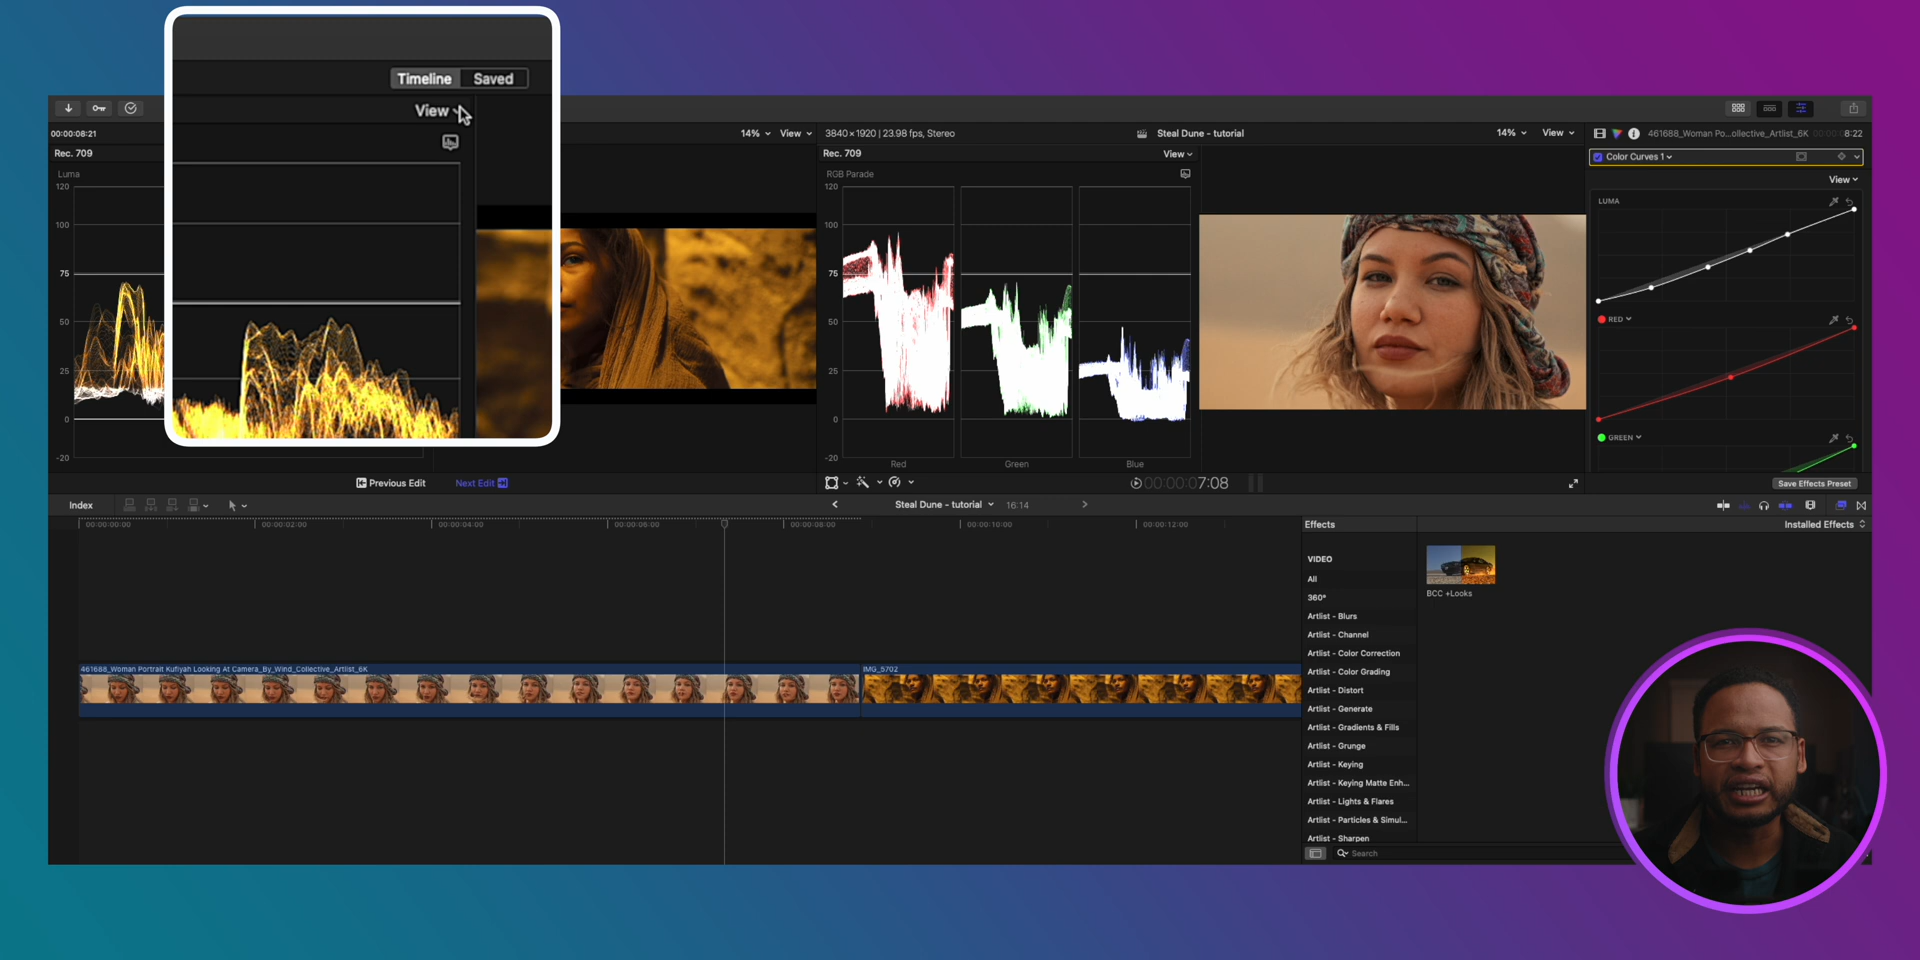 Timeline Saved
View
00:00:08:21
14% View
3840×1920 | 23.98 fps, Stereo
Steal Dune - tutorial
14% View
461688_Woman Po...ollective_Artlist_6K
8:22
Rec. 709
Rec. 709
View
Color Curves 1
View
Luma
120
100
75
50
25
0
-20
RGB Parade
120
100
75
50
25
0
-20
Red
Green
Blue
LUMA
RED
GREEN
Previous Edit
Next Edit
00:00:00:07:08
Save Effects Preset
Index
Steal Dune - tutorial
16:14
00:00:00:00
00:00:02:00
00:00:04:00
00:00:06:00
00:00:08:00
00:00:10:00
00:00:12:00
Effects
Installed Effects
VIDEO
All
360°
Artlist - Blurs
Artlist - Channel
Artlist - Color Correction
Artlist - Color Grading
Artlist - Distort
Artlist - Generate
Artlist - Gradients & Fills
Artlist - Grunge
Artlist - Keying
Artlist - Keying Matte Enh...
Artlist - Lights & Flares
Artlist - Particles & Simul...
Artlist - Sharpen
BCC +Looks
461688_Woman Portrait Kufiyah Looking At Camera_By_Wind_Collective_Artlist_6K
IMG_5702
Search